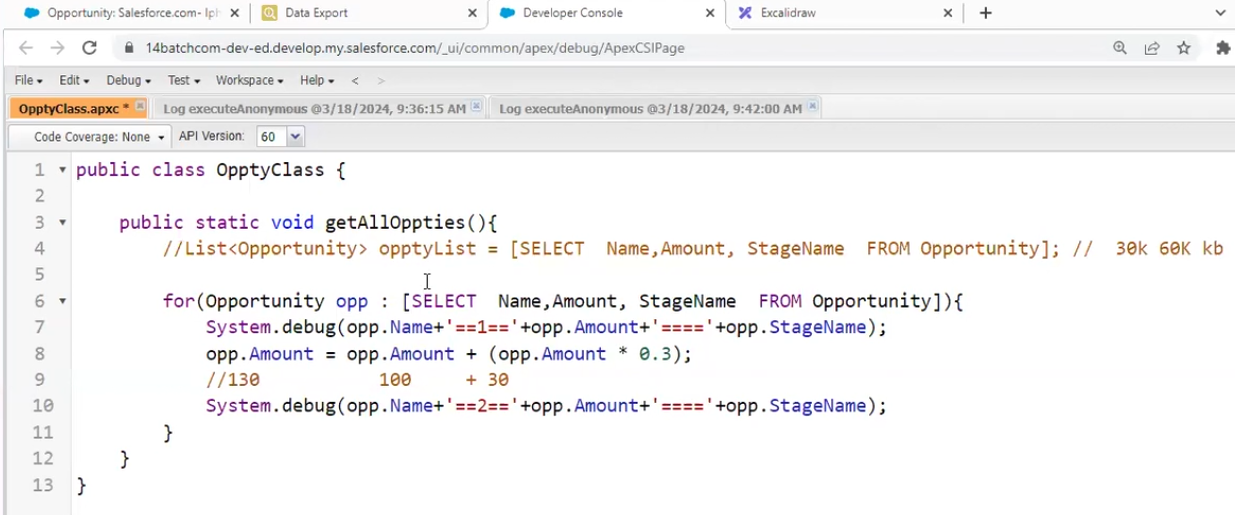 Opportunity: Salesforce.com- Iph
Data Export
Developer Console
Excalidraw
14batchcom-dev-ed.develop.my.salesforce.com/_ui/common/apex/debug/ApexCSIPage
File Edit Debug Test Workspace Help < >
OpptyClass.apxc *
Log executeAnonymous @3/18/2024, 9:36:15 AM
Log executeAnonymous @3/18/2024, 9:42:00 AM
Code Coverage: None API Version: 60
1 public class OpptyClass {
2
3 public static void getAllOppties(){
4 //List<Opportunity> opptyList = [SELECT Name,Amount, StageName FROM Opportunity]; // 30k 60K kb
5
6 for(Opportunity opp : [SELECT Name,Amount, StageName FROM Opportunity]){
7 System.debug(opp.Name+'==1=='+opp.Amount+'===='+opp.StageName);
8 opp.Amount = opp.Amount + (opp.Amount * 0.3);
9 //130 100 + 30
10 System.debug(opp.Name+'==2=='+opp.Amount+'===='+opp.StageName);
11 }
12 }
13 }